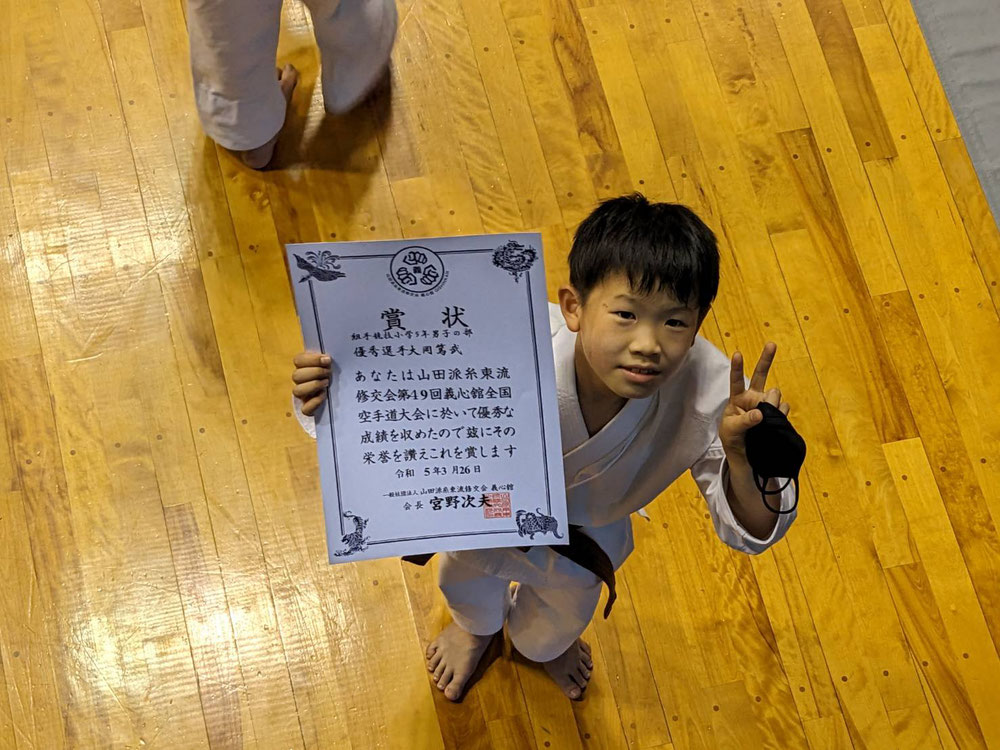 賞状
組手競技小学5年男子の部
優秀選手大岡篤武
あなたは山田派糸東流
修交会第49回義心館全国
空手道大会に於いて優秀な
成績を収めたので茲にその
栄誉を讃えこれを賞します
令和 5年3月26日
一般社団法人 山田派糸東流修交会 義心館
会長 宮野次夫